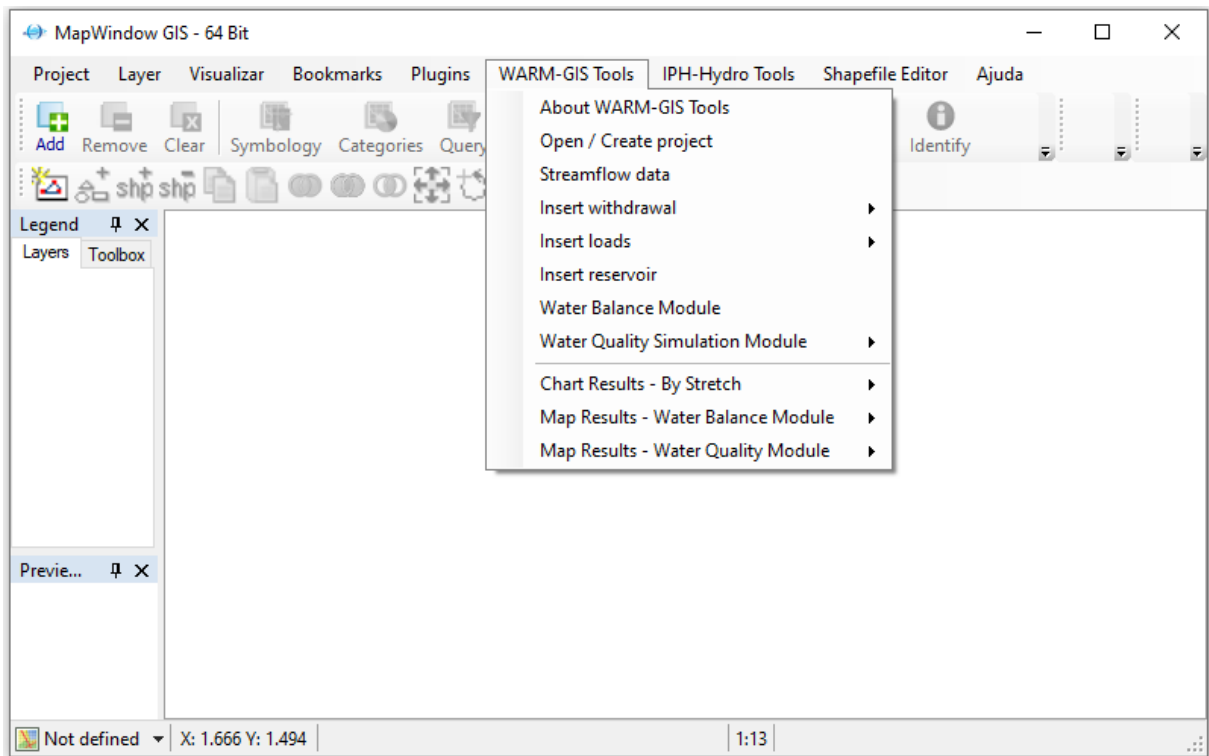 MapWindow GIS - 64 Bit
Project Layer Visualizar Bookmarks Plugins WARM-GIS Tools IPH-Hydro Tools Shapefile Editor Ajuda
Add Remove Clear Symbology Categories Query Identify
shp shp
Legend
Layers Toolbox
About WARM-GIS Tools
Open / Create project
Streamflow data
Insert withdrawal
Insert loads
Insert reservoir
Water Balance Module
Water Quality Simulation Module
Chart Results - By Stretch
Map Results - Water Balance Module
Map Results - Water Quality Module
Previe...
Not defined X: 1.666 Y: 1.494 1:13